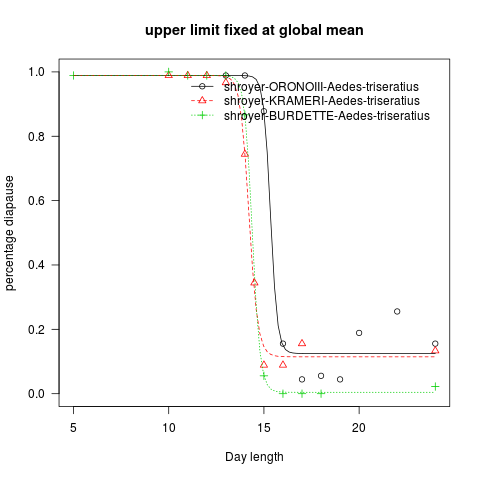 upper limit fixed at global mean
shroyer-ORONOIII-Aedes-triseratius
shroyer-KRAMERI-Aedes-triseratius
shroyer-BURDETTE-Aedes-triseratius
percentage diapause
1.0
0.8
0.6
0.4
0.2
0.0
5
10
15
20
Day length